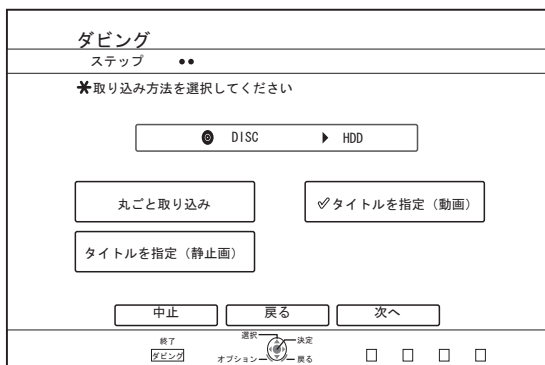 ダビング
ステップ
取り込み方法を選択してください
DISC HDD
丸ごと取り込み
タイトルを指定（動画）
タイトルを指定（静止画）
中止 戻る 次へ
終了
ダビング
選択 決定
オプション 戻る